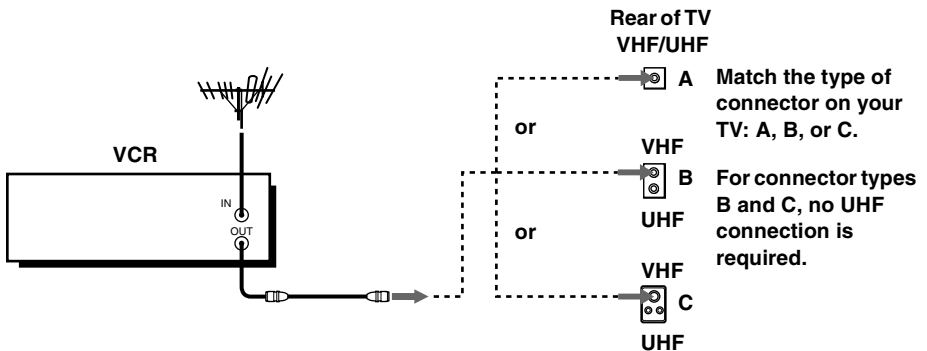 Rear of TV
VHF/UHF
A
Match the type of
connector on your
TV: A, B, or C.
or
VCR
VHF
B
For connector types
B and C, no UHF
connection is
required.
IN
OUT
UHF
or
VHF
C
UHF